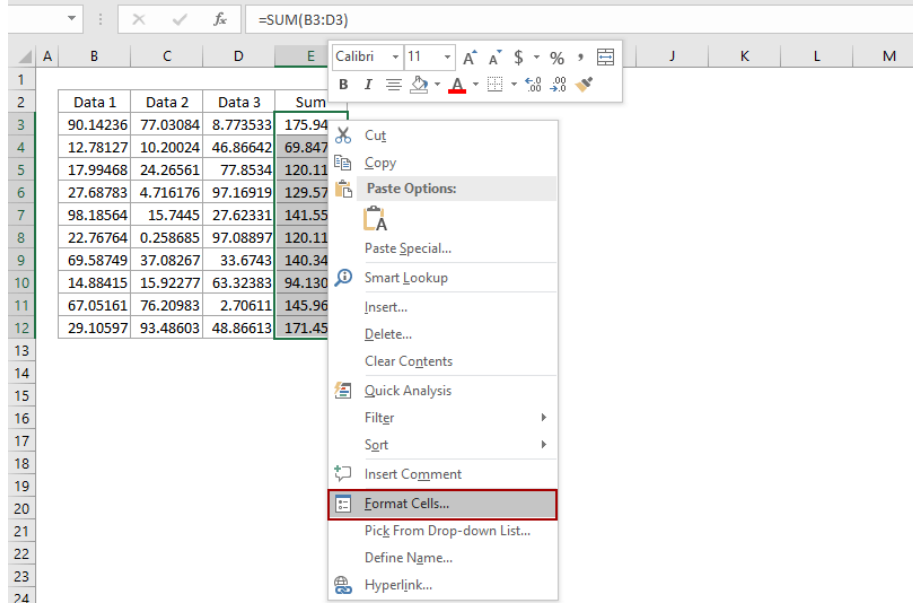 fx =SUM(B3:D3)
Calibri 11 A A $ % ,
B I A .00 .00
A B C D E J K L M
1
2 Data 1 Data 2 Data 3 Sum
3 90.14236 77.03084 8.773533 175.94
4 12.78127 10.20024 46.86642 69.847
5 17.99468 24.26561 77.8534 120.11
6 27.68783 4.716176 97.16919 129.57
7 98.18564 15.7445 27.62331 141.55
8 22.76764 0.258685 97.08897 120.11
9 69.58749 37.08267 33.6743 140.34
10 14.88415 15.92277 63.32383 94.130
11 67.05161 76.20983 2.70611 145.96
12 29.10597 93.48603 48.86613 171.45
13
14
15
16
17
18
19
20
21
22
23
24
Cut
Copy
Paste Options:
A
Paste Special...
Smart Lookup
Insert...
Delete...
Clear Contents
Quick Analysis
Filter
Sort
Insert Comment
Format Cells...
Pick From Drop-down List...
Define Name...
Hyperlink...